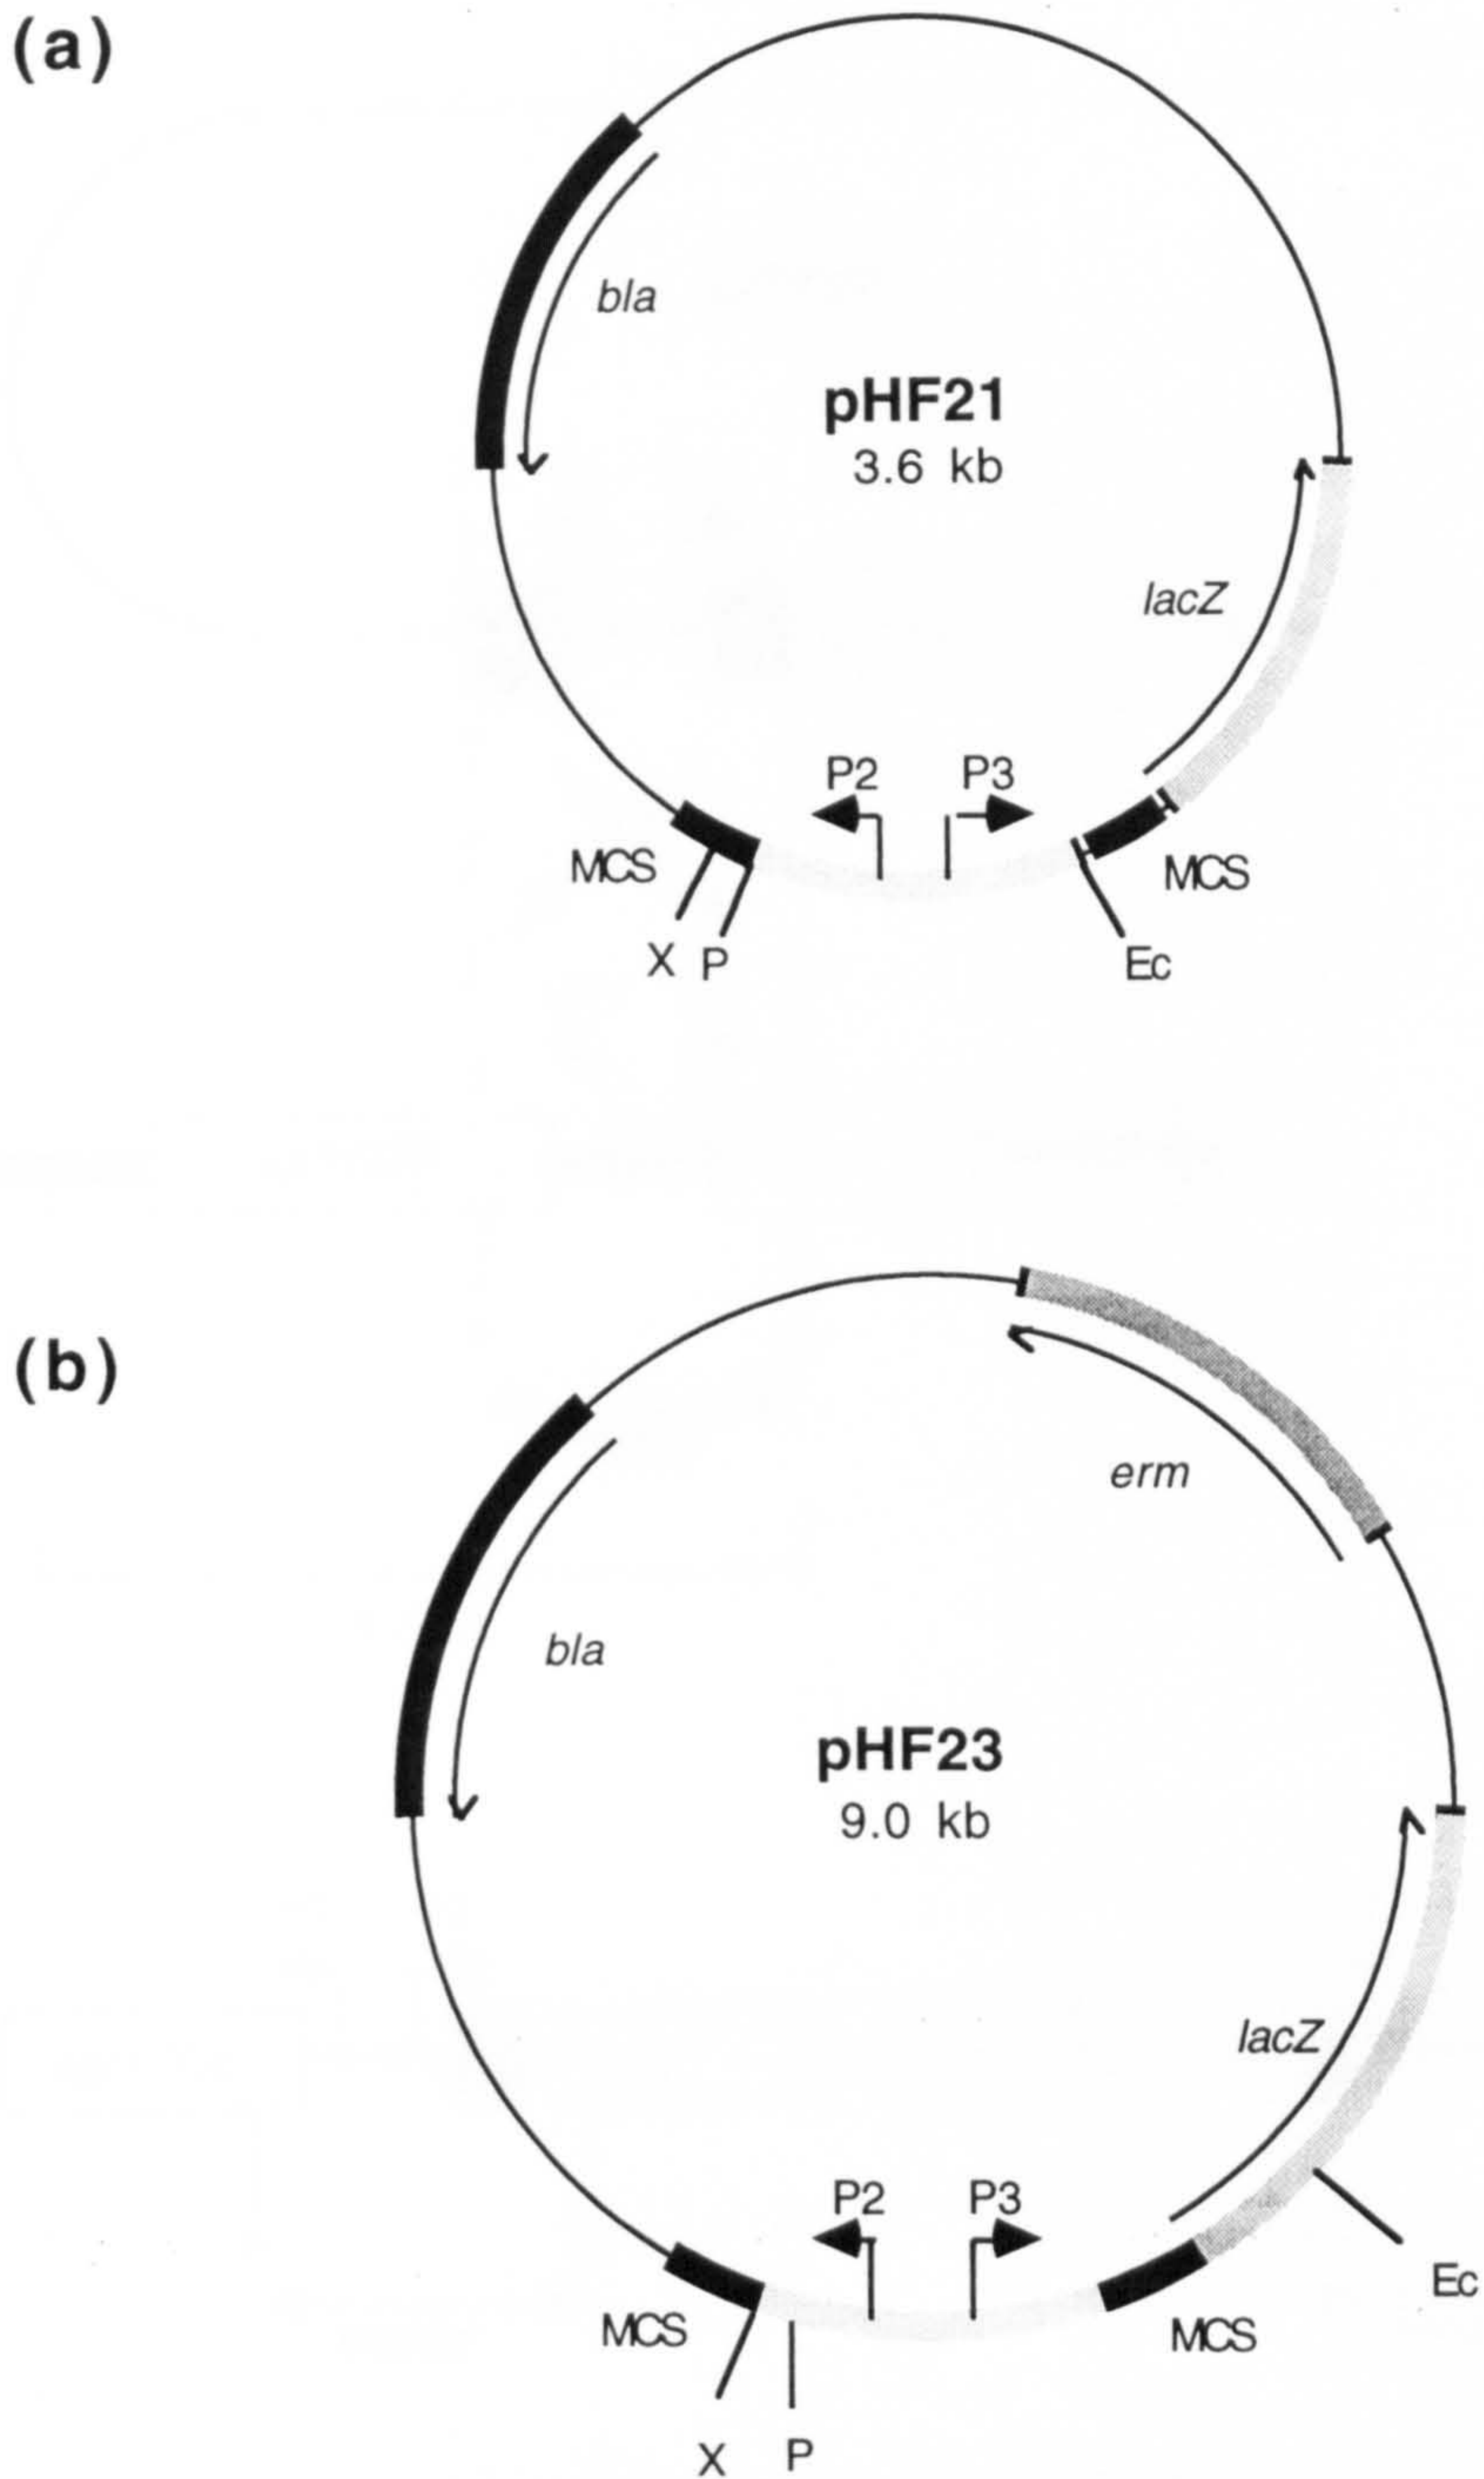 (a)
bla
pHF21
3.6 kb
lacZ
P2 P3
MCS MCS
X P Ec
(b)
erm
bla
pHF23
9.0 kb
lacZ
P2 P3
Ec
MCS MCS
X P